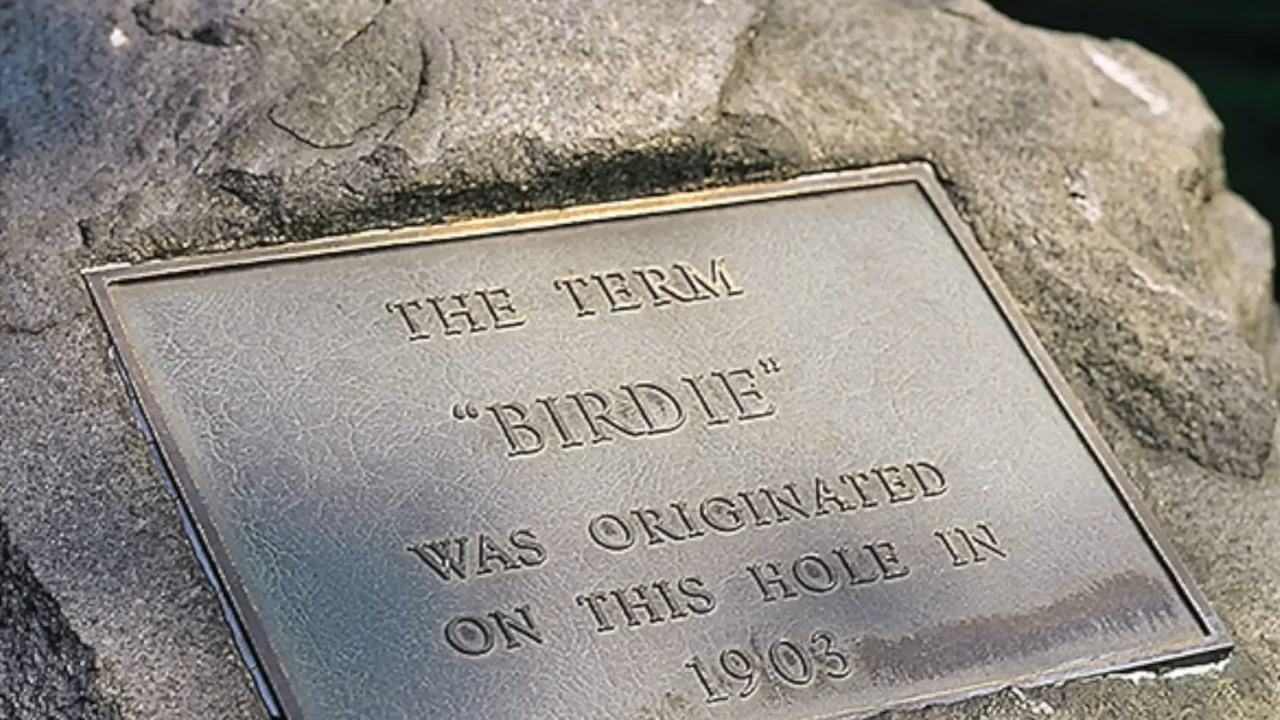 THE TERM
“BIRDIE”
WAS ORIGINATED
ON THIS HOLE IN
1903